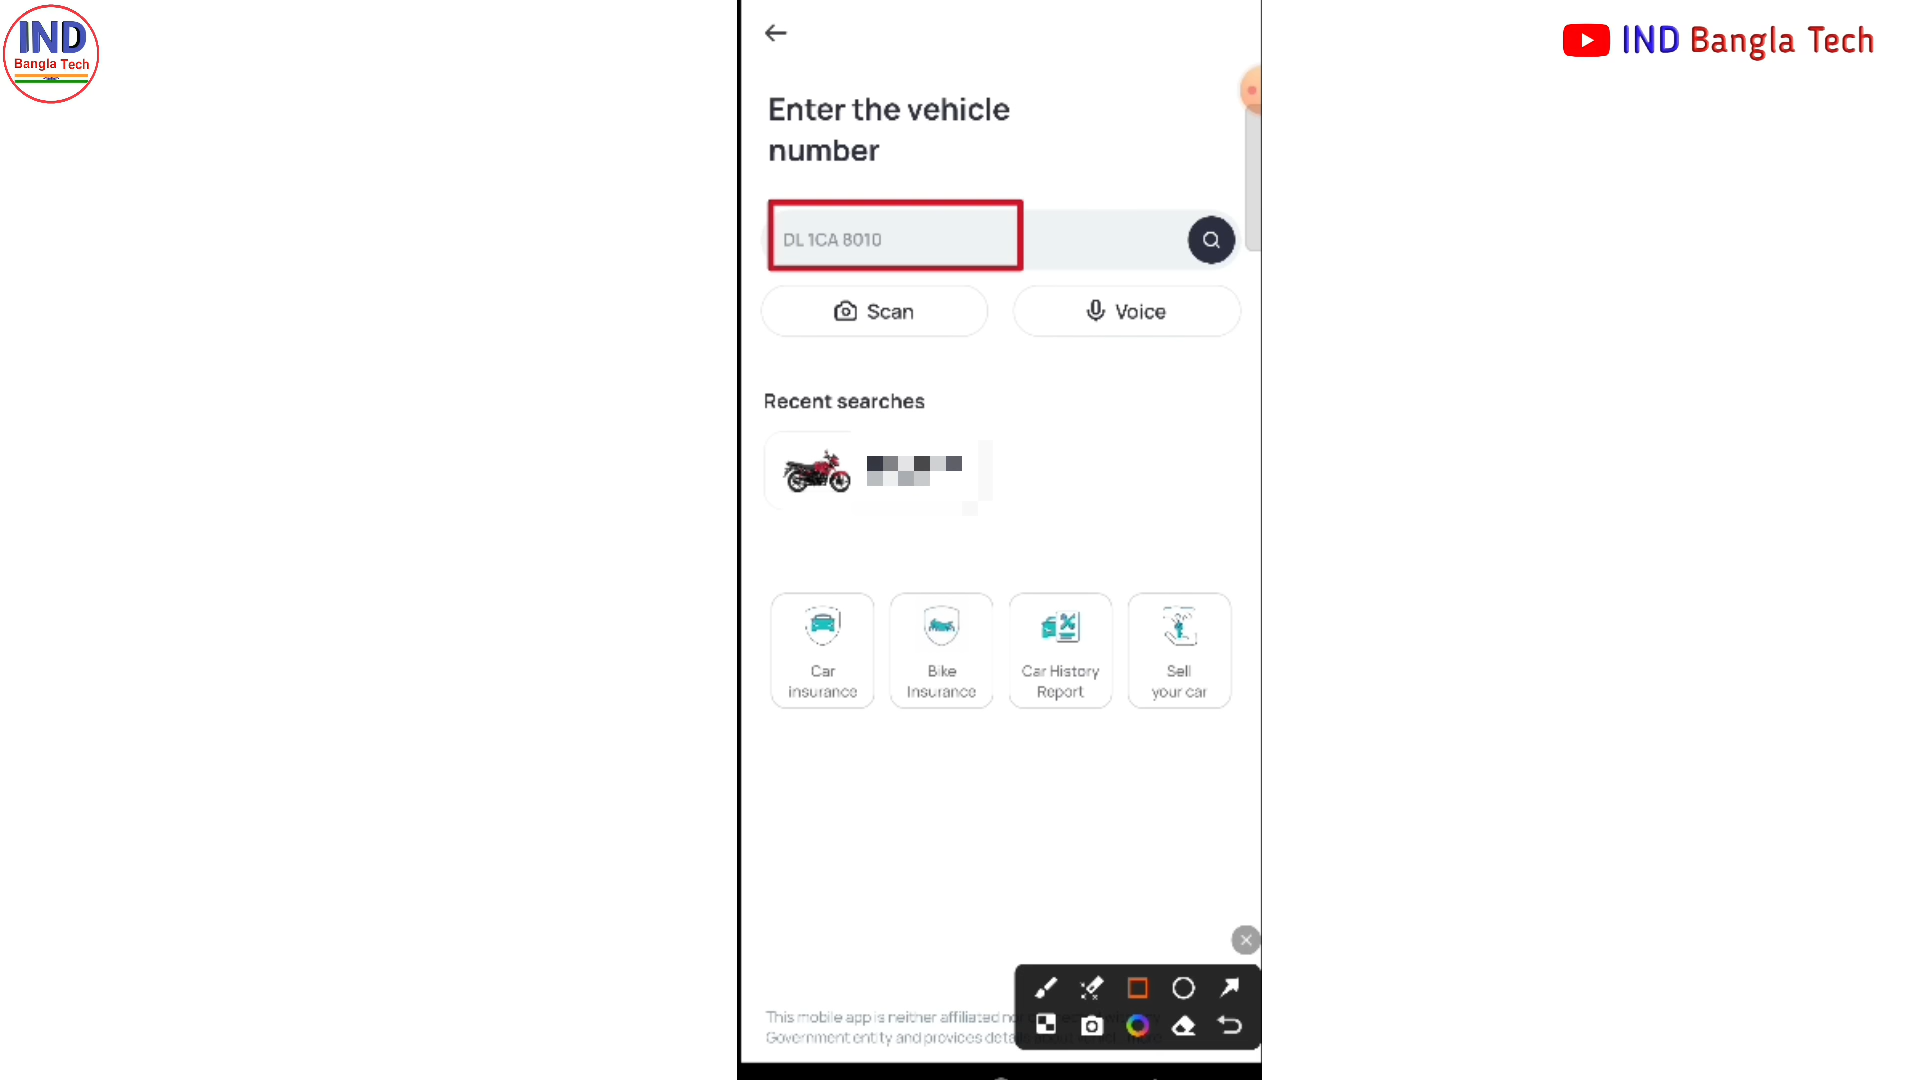 IND
Bangla Tech
IND Bangla Tech
Enter the vehicle
number
DL 1CA 8010
Scan
Voice
Recent searches
Car
insurance
Bike
Insurance
Car History
Report
Sell
your car
This mobile app is neither affiliated
Government entity and provides